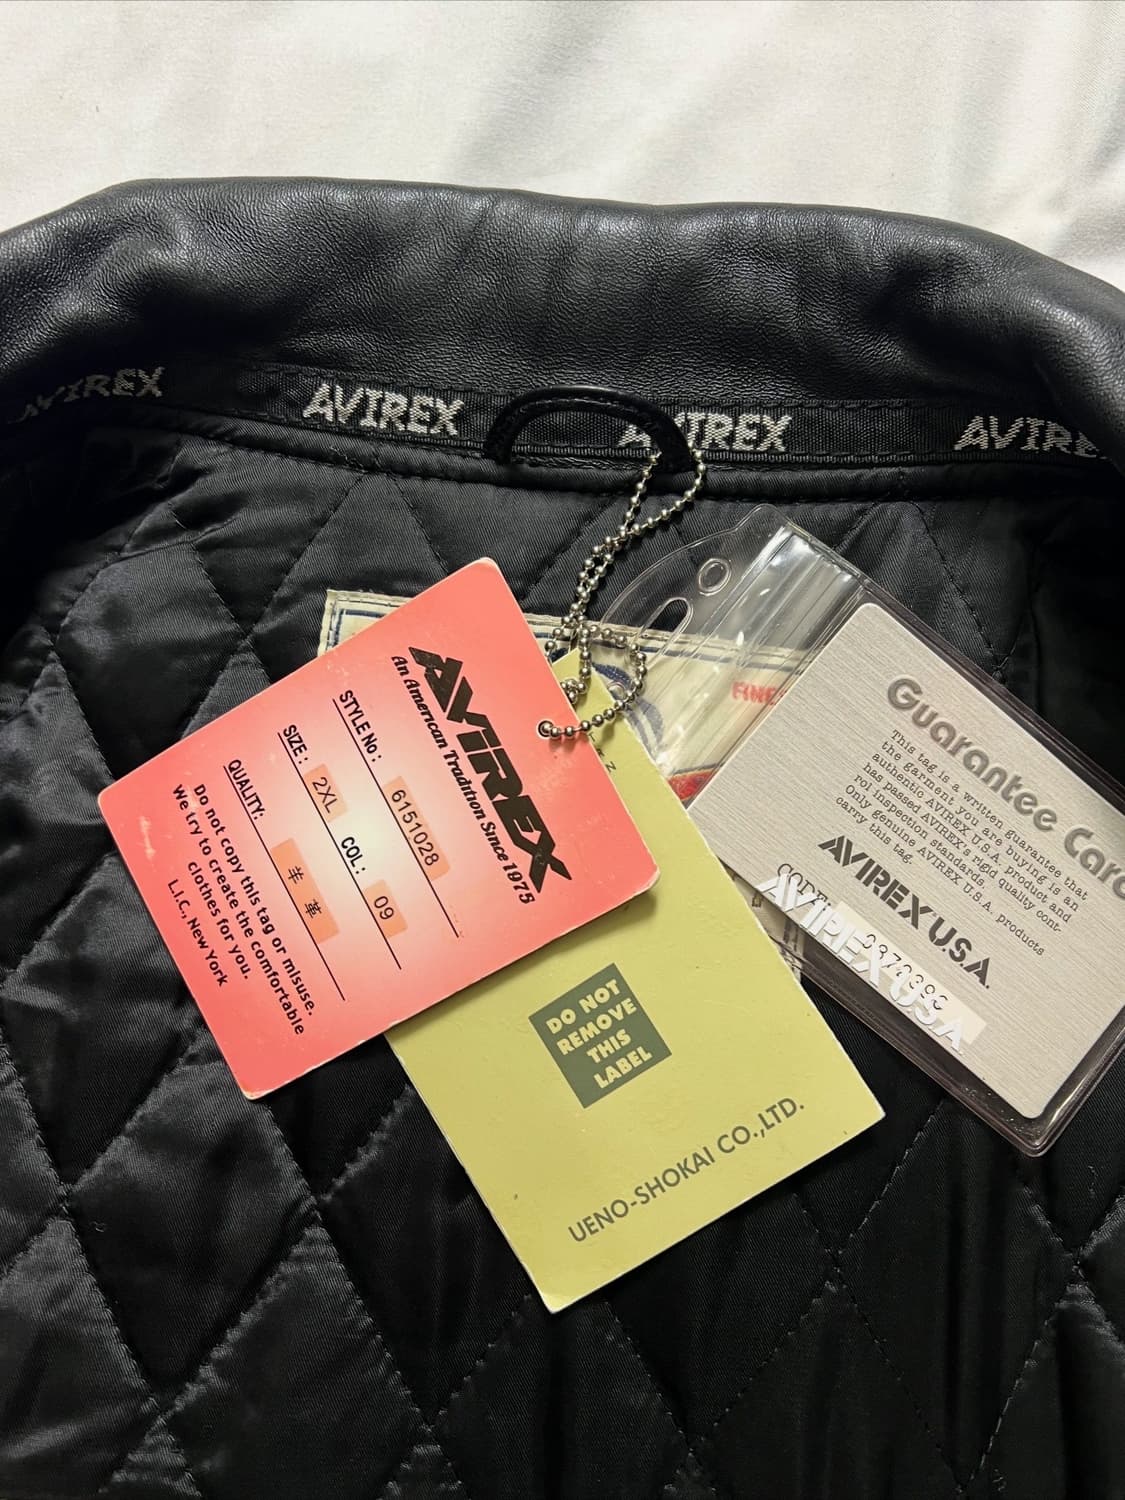 AVIREX
AVIREX
AVIREX
AVIRE
AVIREX
An American Tradition Since 1975
STYLE No: 6151028
SIZE: 2XL COL: 09
QUALITY: 羊革
Do not copy this tag or misuse.
We try to create the comfortable
clothes for you.
L.I.C., New York
DO NOT
REMOVE
THIS
LABEL
UENO-SHOKAI CO.,LTD.
FINE
Guarantee Card
This tag is a written guarantee that
the garment you are buying is an
authentic AVIREX U.S.A. product and
has passed AVIREX's rigid quality cont-
rol inspection standards.
Only genuine AVIREX U.S.A. products
carry this tag.
AVIREX U.S.A.
AVIREX USA